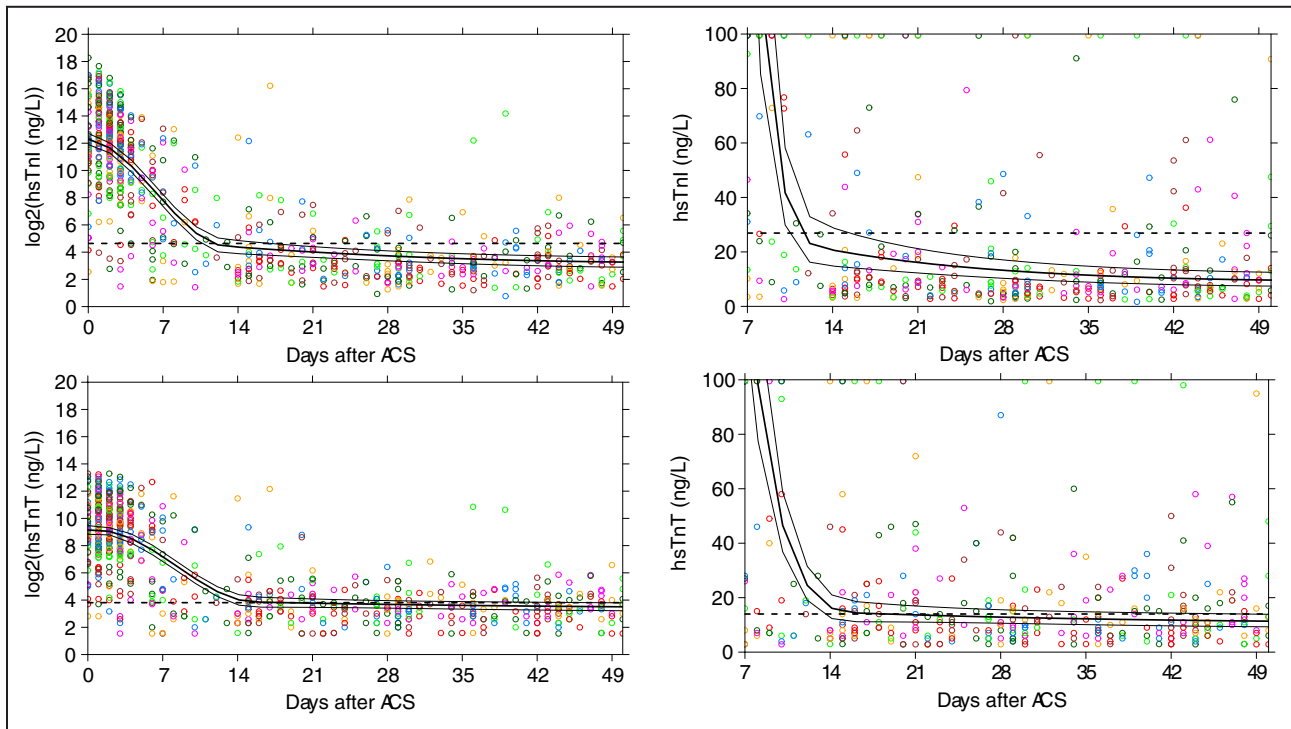 log2(hsTnI (ng/L))
20
18
16
14
12
10
8
6
4
2
0
0 7 14 21 28 35 42 49
Days after ACS
hsTnI (ng/L)
100
80
60
40
20
0
7 14 21 28 35 42 49
Days after ACS
log2(hsTnT (ng/L))
20
18
16
14
12
10
8
6
4
2
0
0 7 14 21 28 35 42 49
Days after ACS
hsTnT (ng/L)
100
80
60
40
20
0
7 14 21 28 35 42 49
Days after ACS